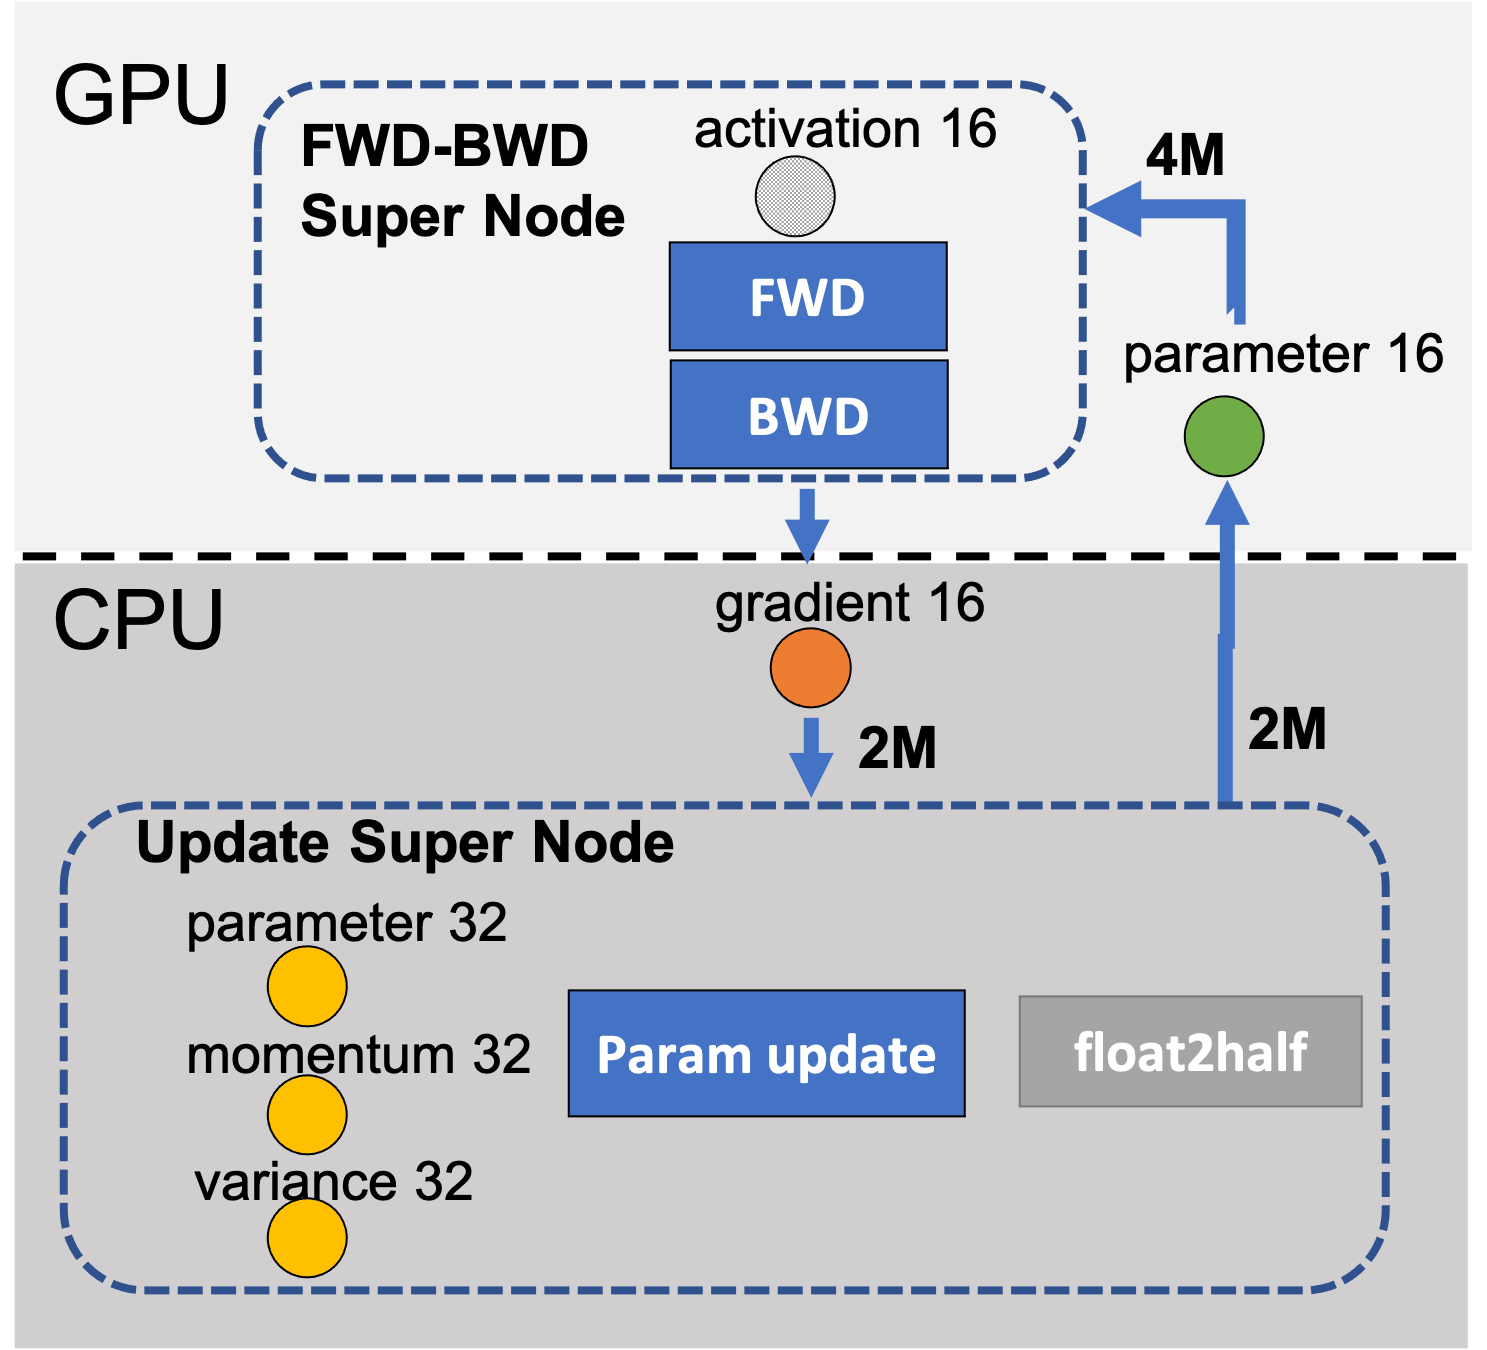 GPU
FWD-BWD
Super Node
activation 16
FWD
BWD
4M
parameter 16
CPU
gradient 16
2M
2M
Update Super Node
parameter 32
momentum 32
variance 32
Param update
float2half